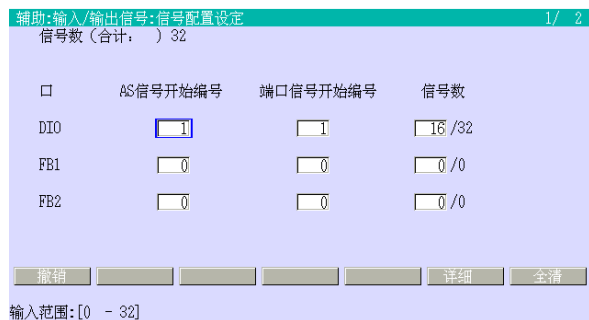 辅助:输入/输出信号:信号配置设定 1/ 2
信号数（合计： ）32
口 AS信号开始编号 端口信号开始编号 信号数
DIO 1 1 16 /32
FB1 0 0 0 /0
FB2 0 0 0 /0
撤销 详细 全清
输入范围:[0 - 32]